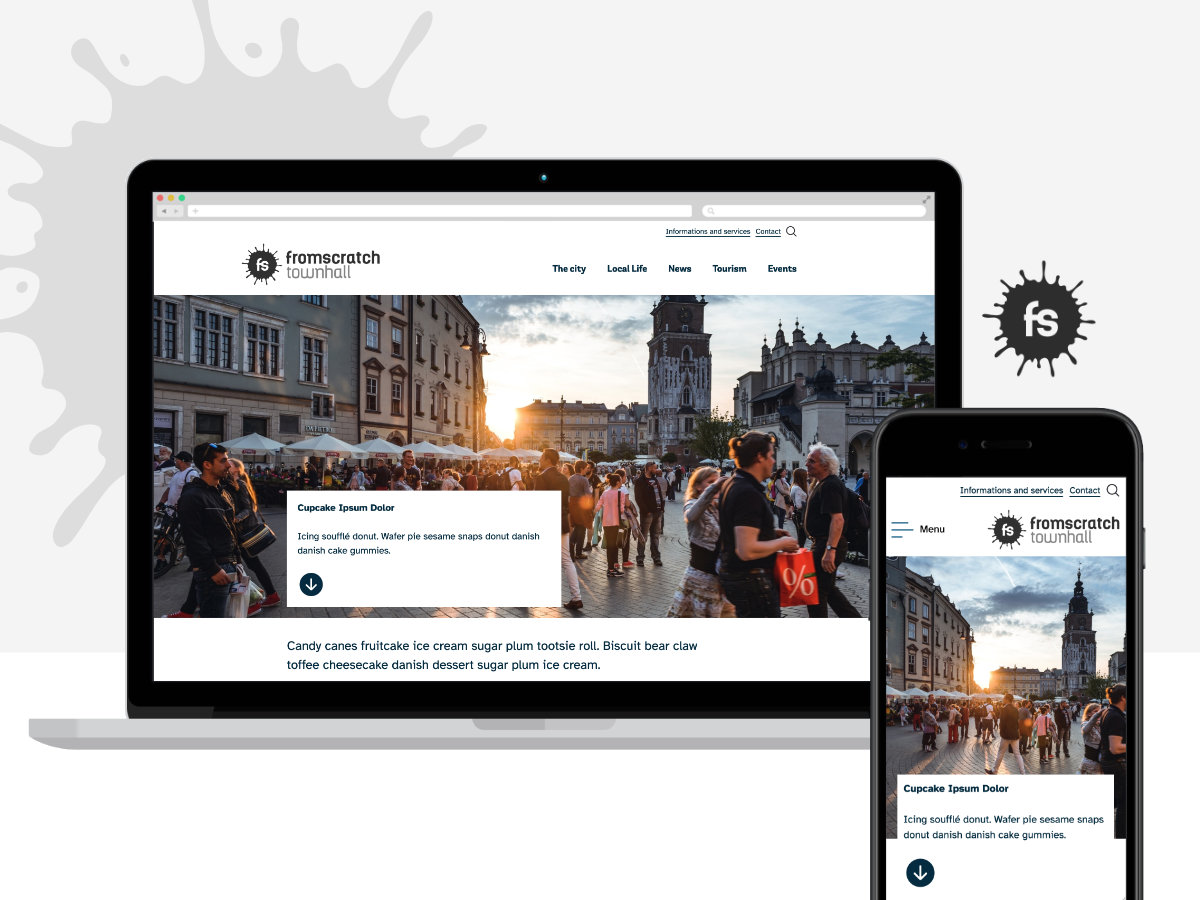 Informations and services Contact
fs fromscratch
townhall
The city Local Life News Tourism Events
Cupcake Ipsum Dolor
Icing soufflé donut. Wafer pie sesame snaps donut danish
danish cake gummies.
%
Candy canes fruitcake ice cream sugar plum tootsie roll. Biscuit bear claw
toffee cheesecake danish dessert sugar plum ice cream.
fs
Informations and services Contact
Menu
fs fromscratch
townhall
Cupcake Ipsum Dolor
Icing soufflé donut. Wafer pie sesame snaps
donut danish danish cake gummies.